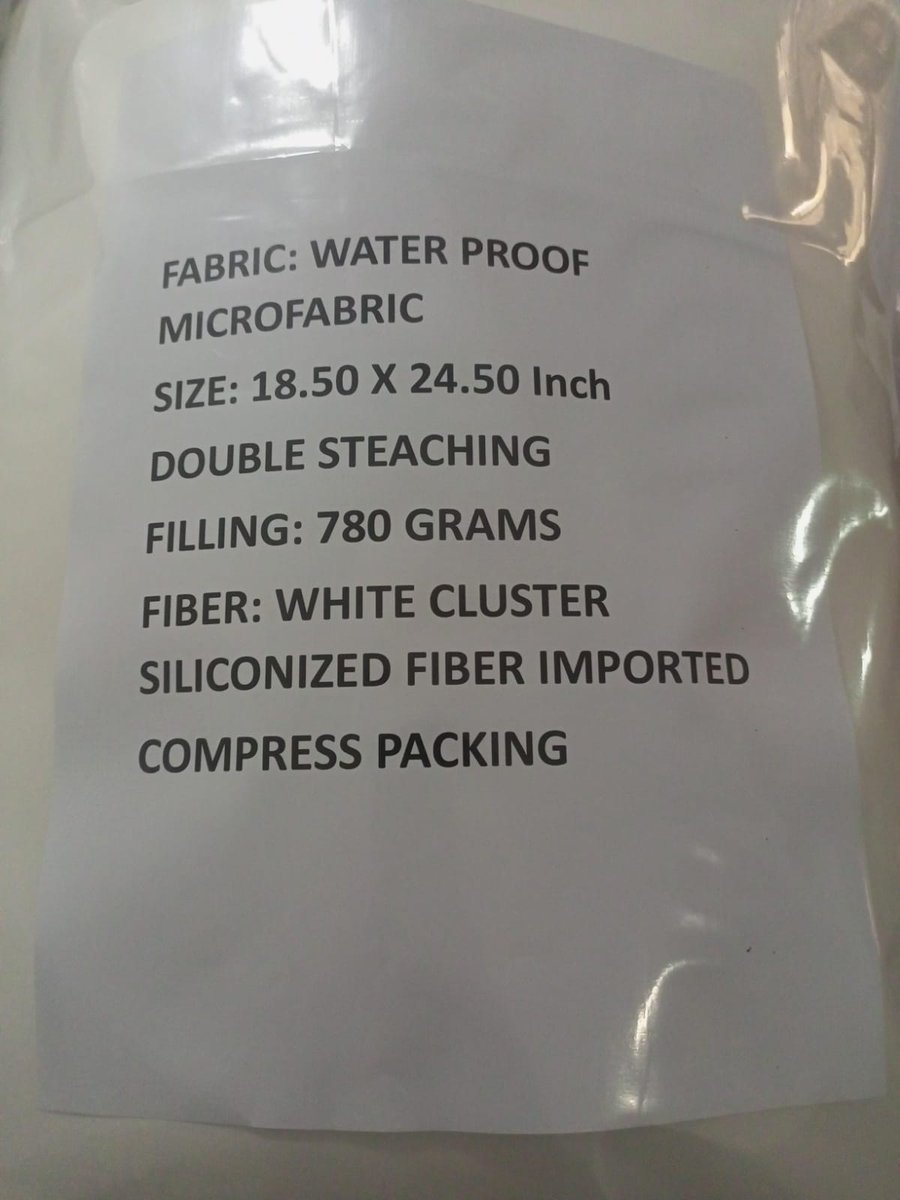 FABRIC: WATER PROOF
MICROFABRIC
SIZE: 18.50 X 24.50 Inch
DOUBLE STEACHING
FILLING: 780 GRAMS
FIBER: WHITE CLUSTER
SILICONIZED FIBER IMPORTED
COMPRESS PACKING